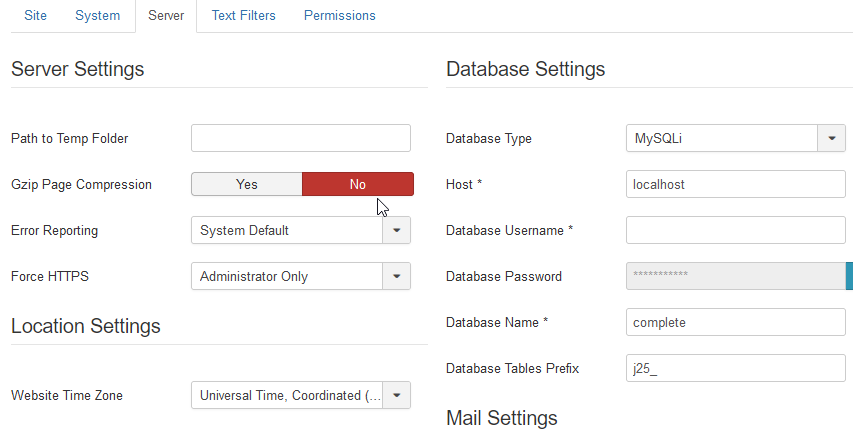 Site System Server Text Filters Permissions
Server Settings
Path to Temp Folder
Gzip Page Compression Yes No
Error Reporting System Default
Force HTTPS Administrator Only
Location Settings
Website Time Zone Universal Time, Coordinated (...
Database Settings
Database Type MySQLi
Host * localhost
Database Username *
Database Password ***********
Database Name * complete
Database Tables Prefix j25_
Mail Settings